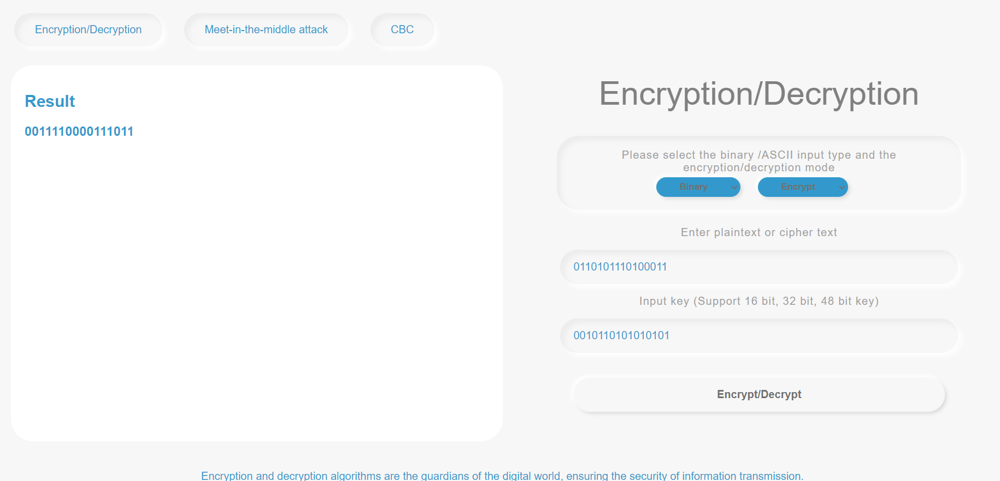 Encryption/Decryption
Meet-in-the-middle attack
CBC
Result
0011110000111011
Encryption/Decryption
Please select the binary /ASCII input type and the
encryption/decryption mode
Binary
Encrypt
Enter plaintext or cipher text
0110101110100011
Input key (Support 16 bit, 32 bit, 48 bit key)
0010110101010101
Encrypt/Decrypt
Encryption and decryption algorithms are the guardians of the digital world, ensuring the security of information transmission.